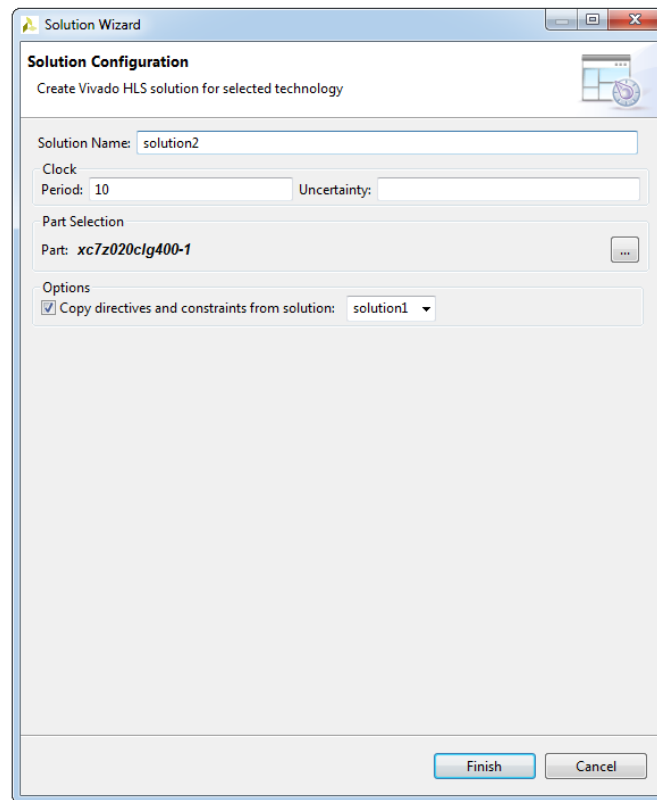 Solution Wizard
Solution Configuration
Create Vivado HLS solution for selected technology
Solution Name: solution2
Clock
Period: 10 Uncertainty:
Part Selection
Part: xc7z020clg400-1 ...
Options
Copy directives and constraints from solution: solution1
Finish Cancel